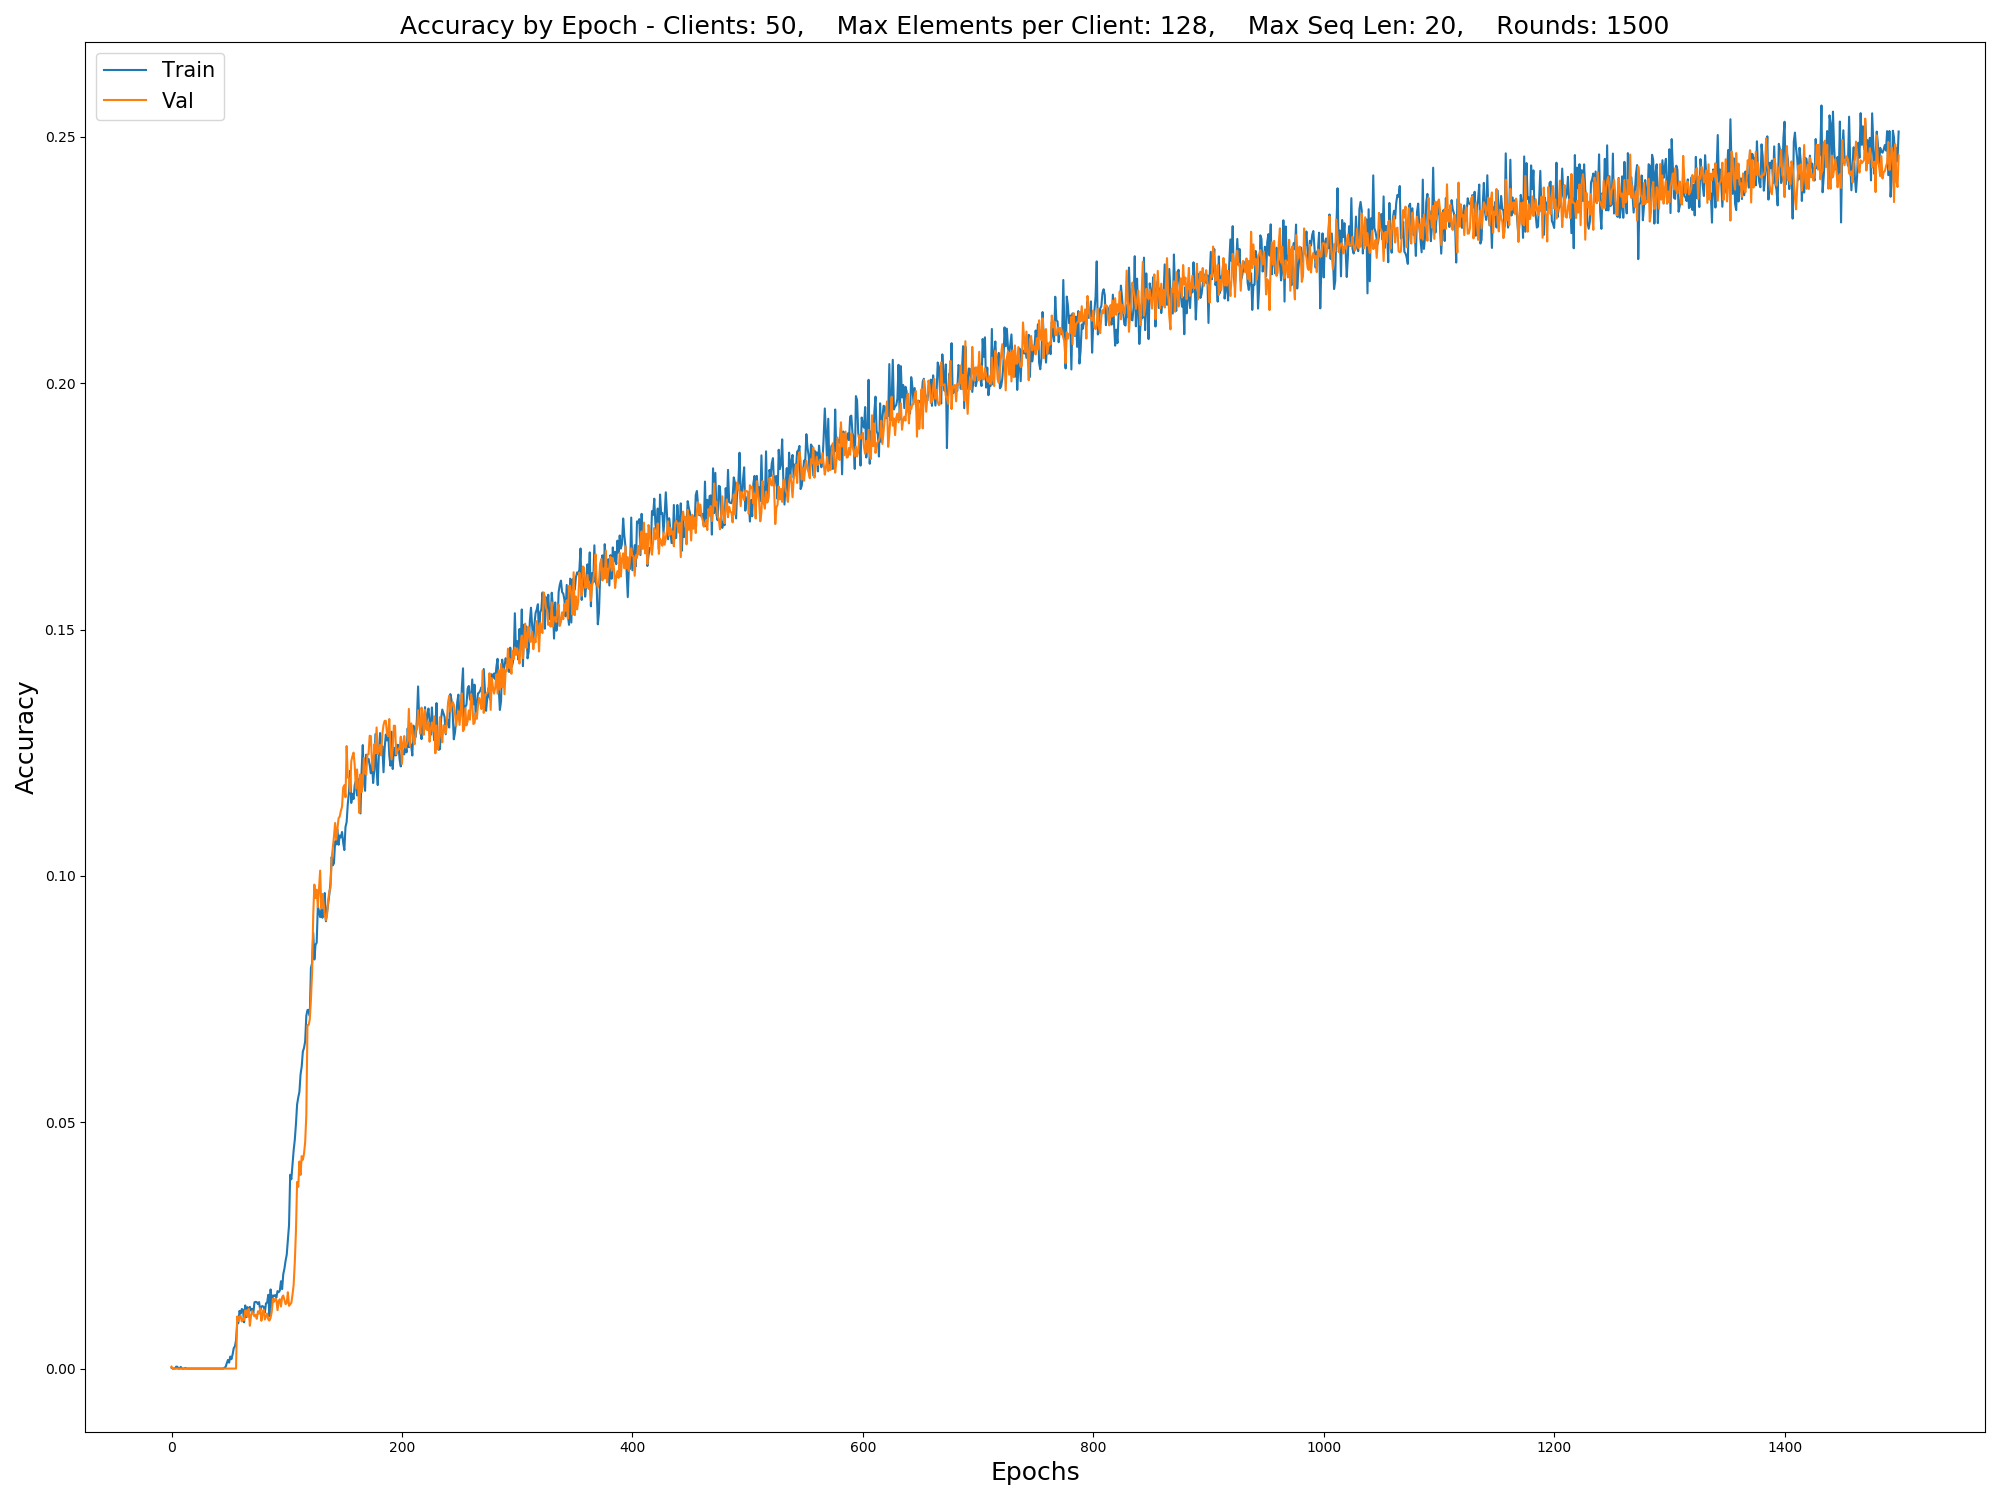 Accuracy by Epoch - Clients: 50,    Max Elements per Client: 128,    Max Seq Len: 20,    Rounds: 1500
Train
Val
0.25
0.20
0.15
0.10
0.05
0.00
Accuracy
0 200 400 600 800 1000 1200 1400
Epochs